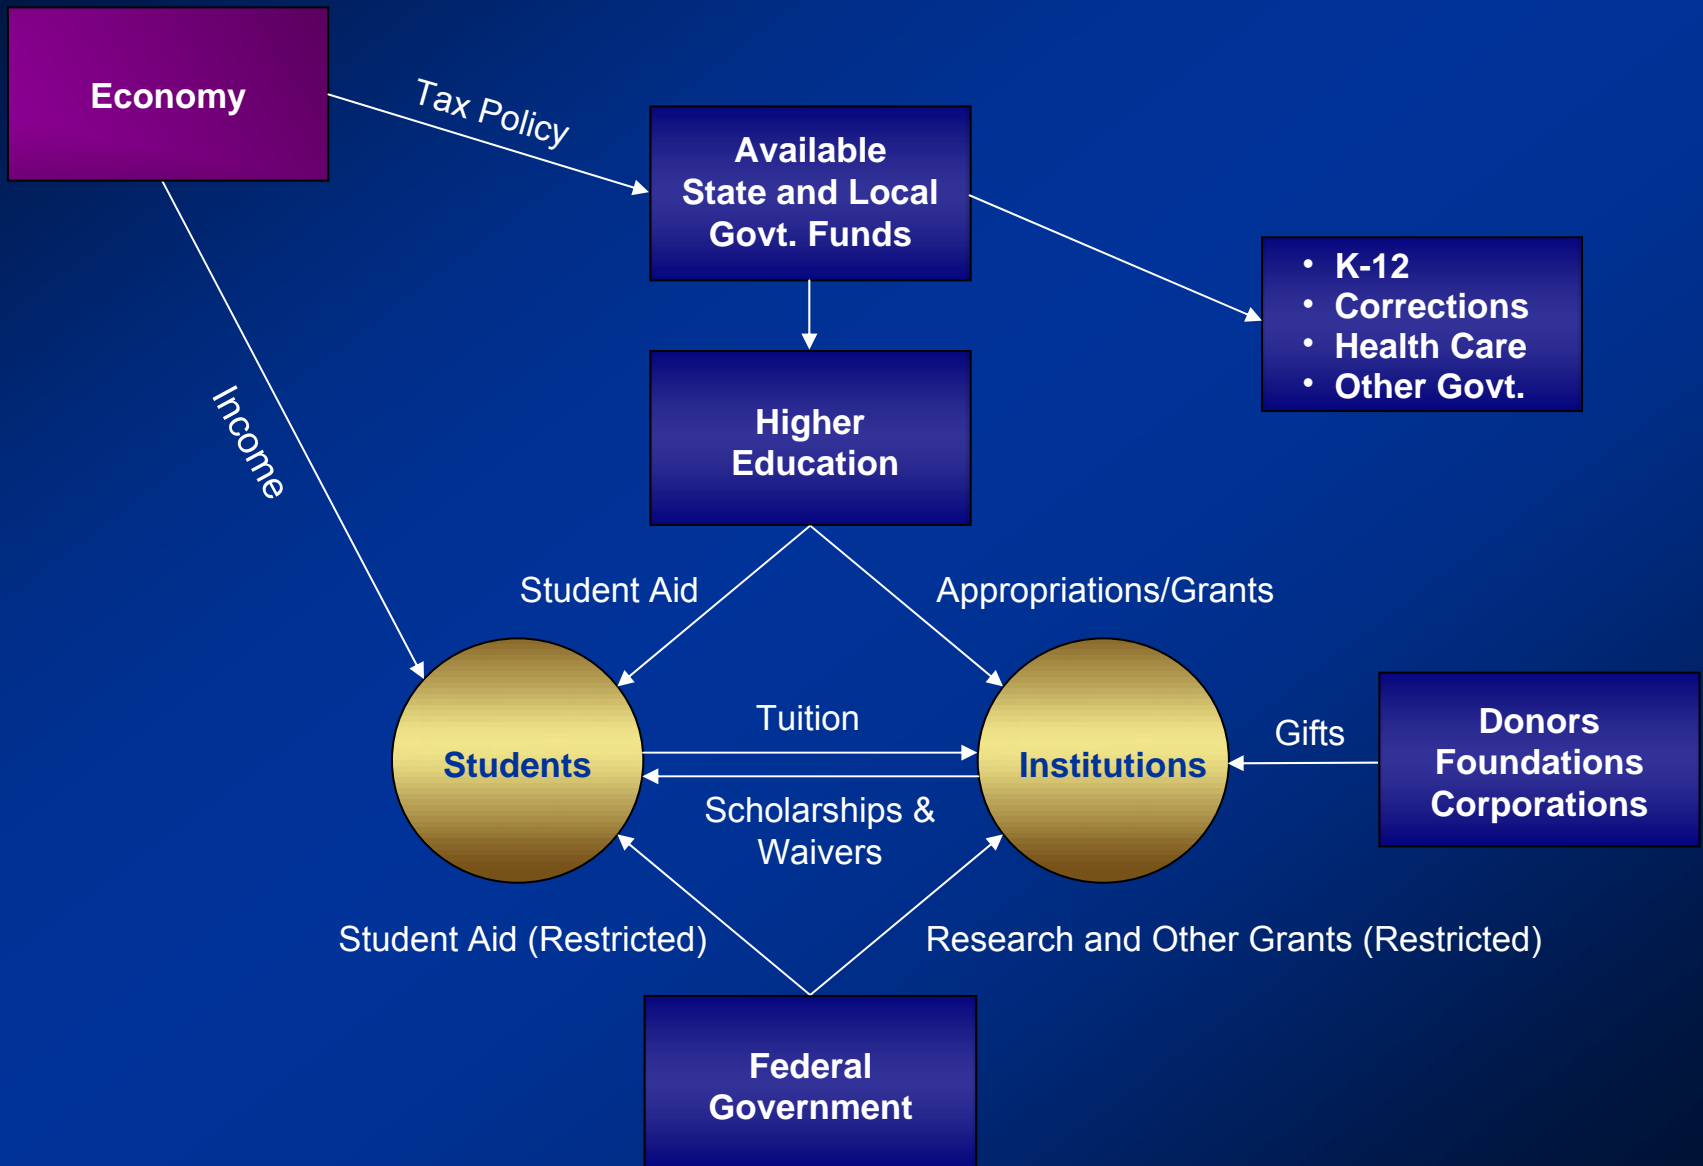 Economy
Tax Policy
Available
State and Local
Govt. Funds
• K-12
• Corrections
• Health Care
• Other Govt.
Income
Higher
Education
Student Aid
Appropriations/Grants
Tuition
Students
Institutions
Gifts
Donors
Foundations
Corporations
Scholarships &
Waivers
Student Aid (Restricted)
Research and Other Grants (Restricted)
Federal
Government